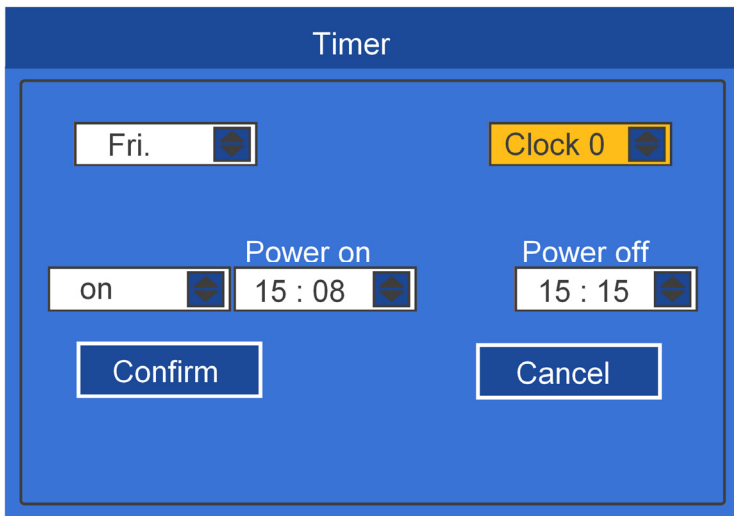 Timer
Fri. Clock 0
Power on Power off
on 15 : 08 15 : 15
Confirm Cancel